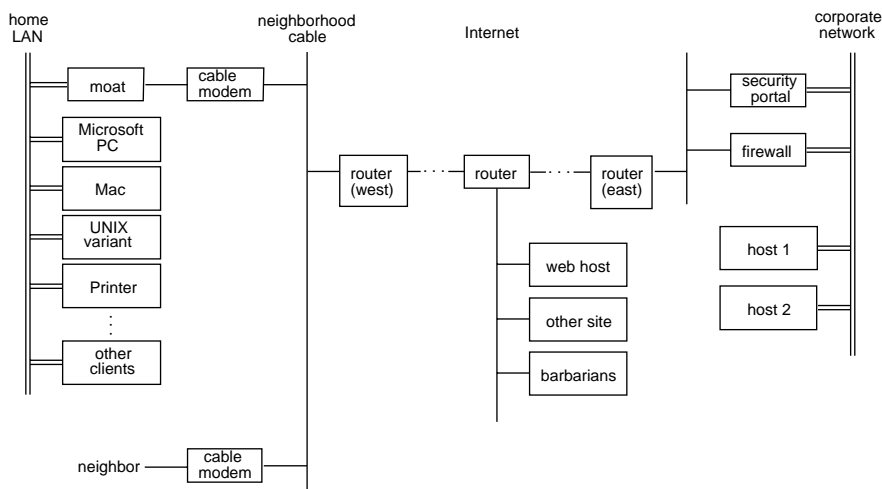 home
LAN
neighborhood
cable
Internet
corporate
network
moat
cable
modem
security
portal
Microsoft
PC
firewall
Mac
router
(west)
router
router
(east)
UNIX
variant
web host
host 1
Printer
other site
host 2
other
clients
barbarians
neighbor
cable
modem